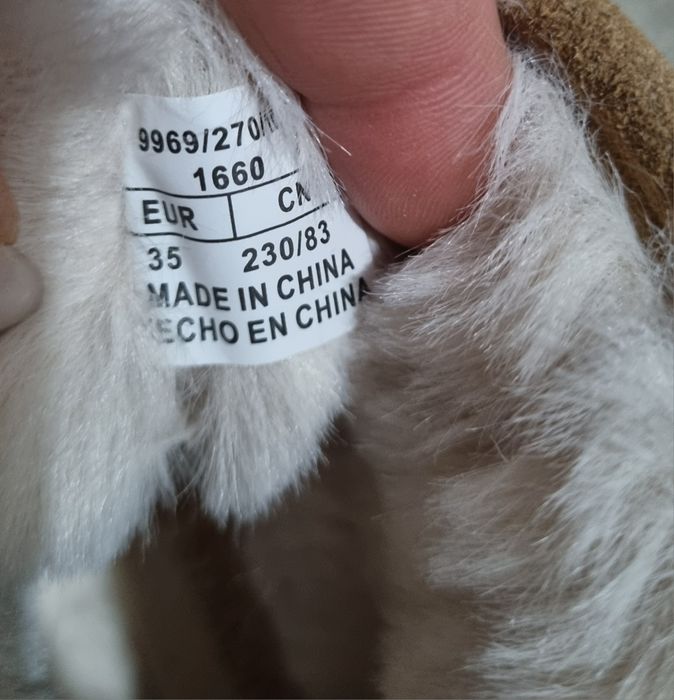 9969/270/
1660
EUR CN
35 230/83
MADE IN CHINA
ECHO EN CHINA